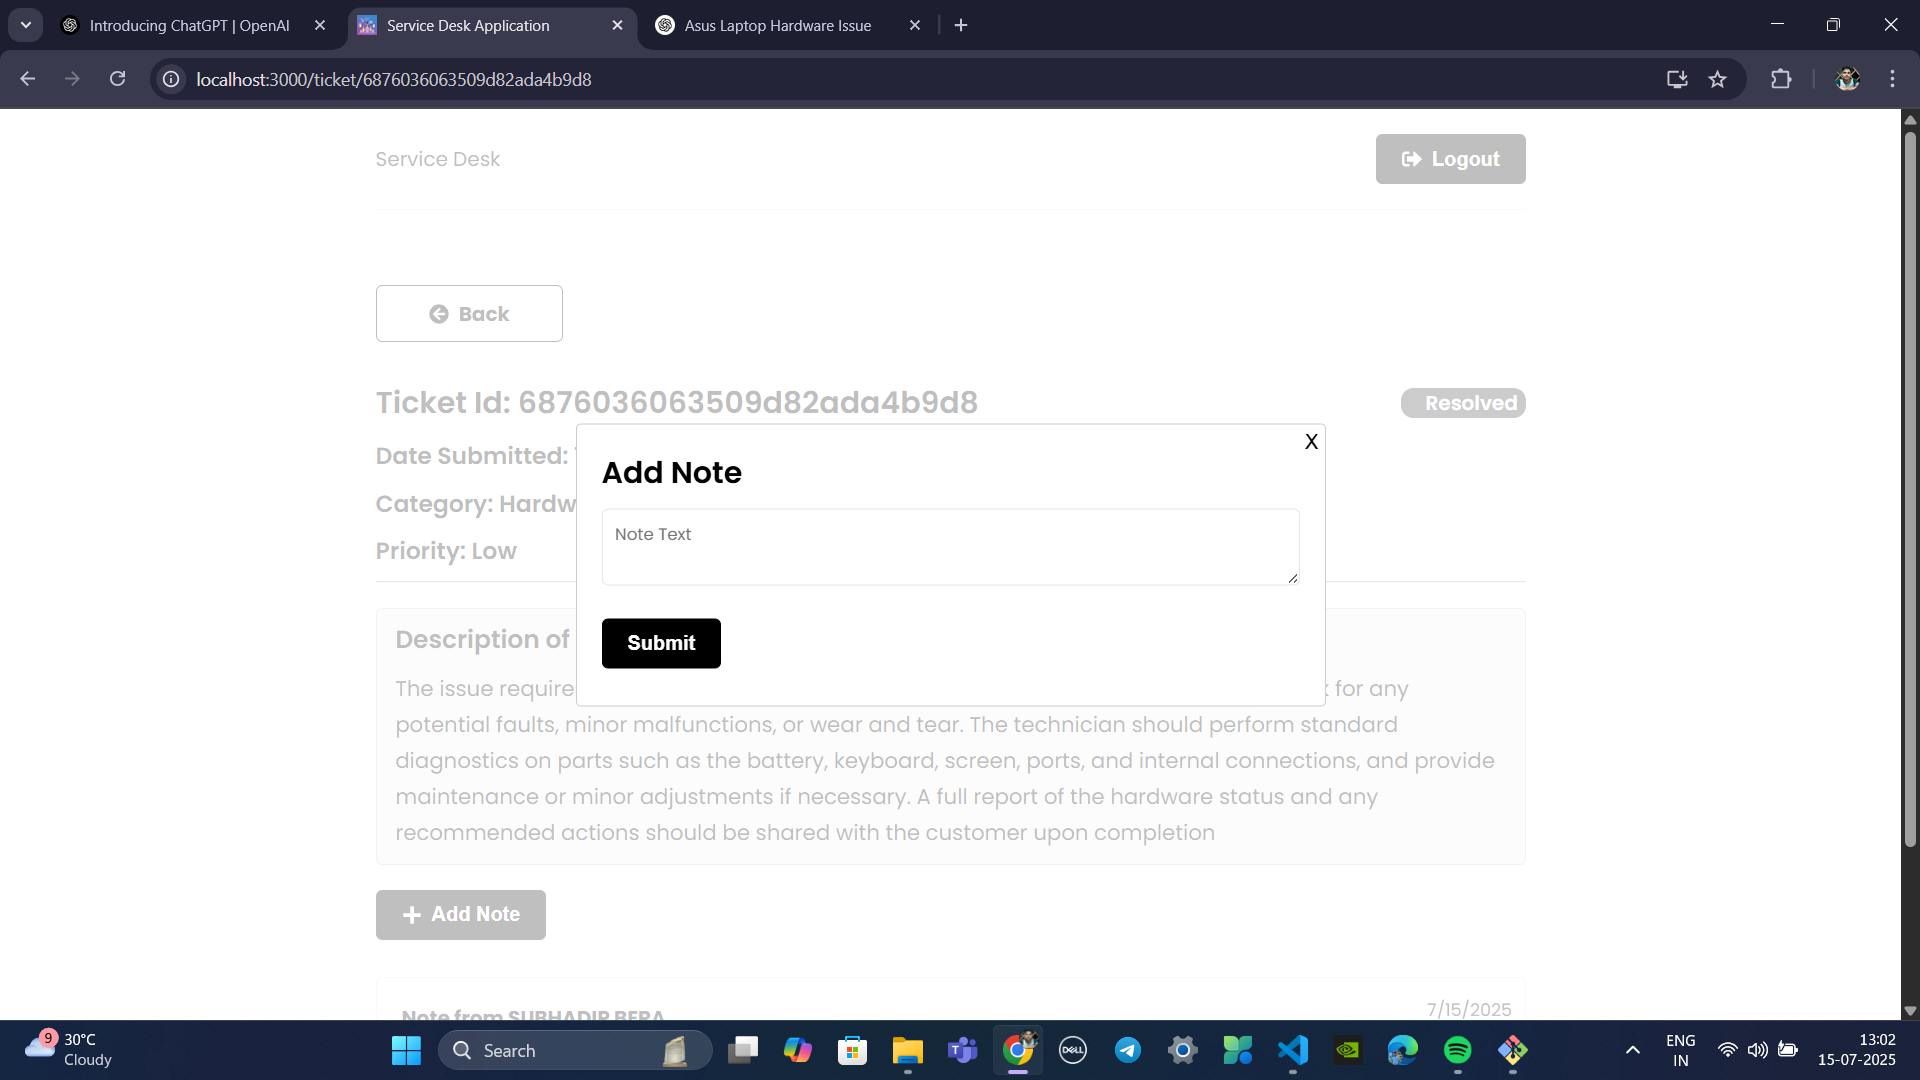 Introducing ChatGPT | OpenAI
Service Desk Application
Asus Laptop Hardware Issue
localhost:3000/ticket/6876036063509d82ada4b9d8
Service Desk
Logout
Back
Ticket Id: 6876036063509d82ada4b9d8
Resolved
Date Submitted:
Category: Hardw
Priority: Low
X
Add Note
Note Text
Submit
Description of
The issue require for any
potential faults, minor malfunctions, or wear and tear. The technician should perform standard
diagnostics on parts such as the battery, keyboard, screen, ports, and internal connections, and provide
maintenance or minor adjustments if necessary. A full report of the hardware status and any
recommended actions should be shared with the customer upon completion
Add Note
Note from SUBHADIP BERA
7/15/2025
9
30°C
Cloudy
Search
DELL
ENG
IN
13:02
15-07-2025